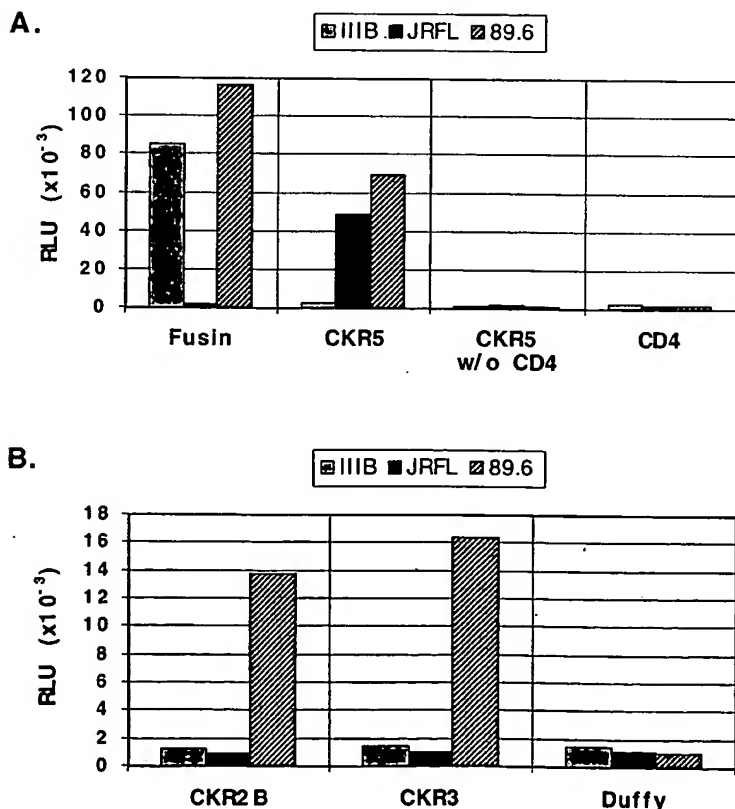 A.
IIIB JRFL 89.6
RLU (x10-3)
120
100
80
60
40
20
0
Fusin CKR5 CKR5 CD4
w/o CD4
B.
IIIB JRFL 89.6
RLU (x10-3)
18
16
14
12
10
8
6
4
2
0
CKR2B CKR3 Duffy